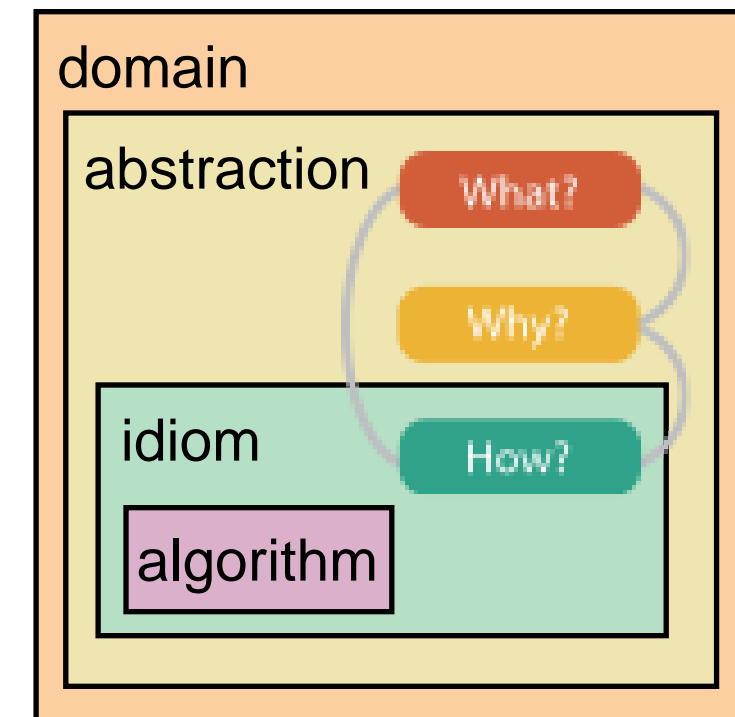 domain
abstraction
What?
Why?
idiom
How?
algorithm